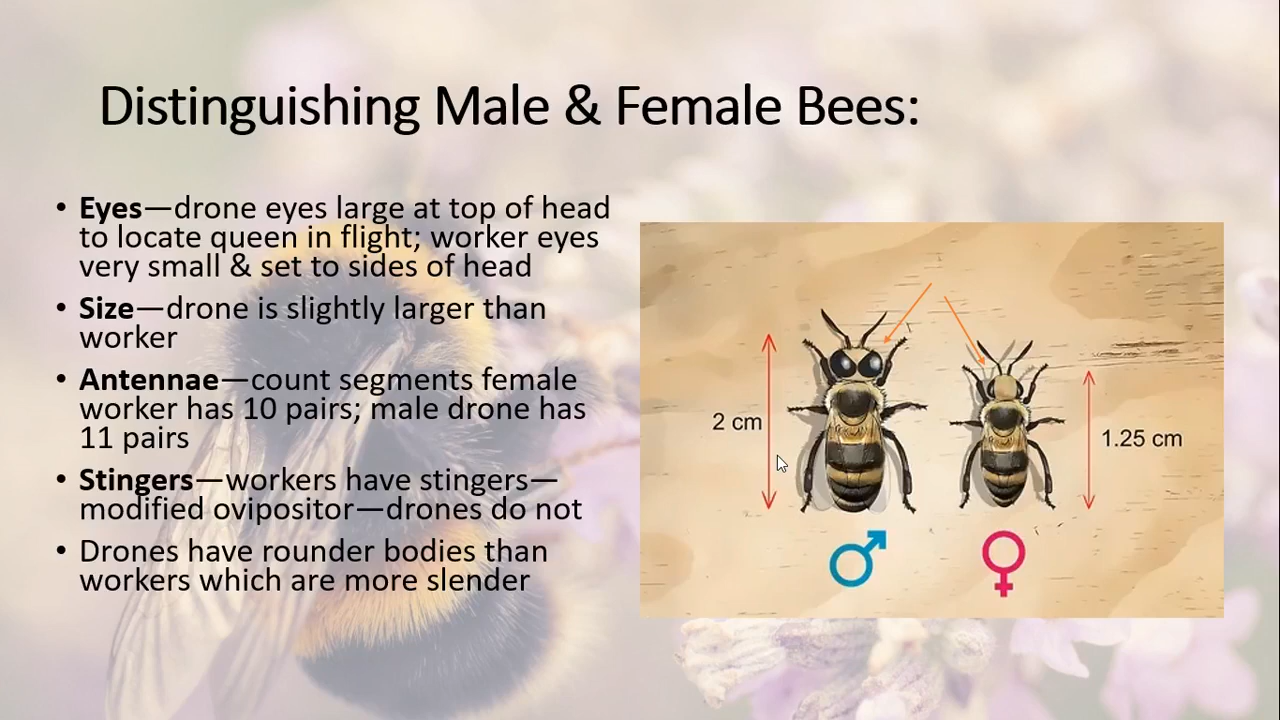 Distinguishing Male & Female Bees:
• Eyes—drone eyes large at top of head
to locate queen in flight; worker eyes
very small & set to sides of head
• Size—drone is slightly larger than
worker
• Antennae—count segments female
worker has 10 pairs; male drone has
11 pairs
• Stingers—workers have stingers—
modified ovipositor—drones do not
• Drones have rounder bodies than
workers which are more slender
2 cm
1.25 cm